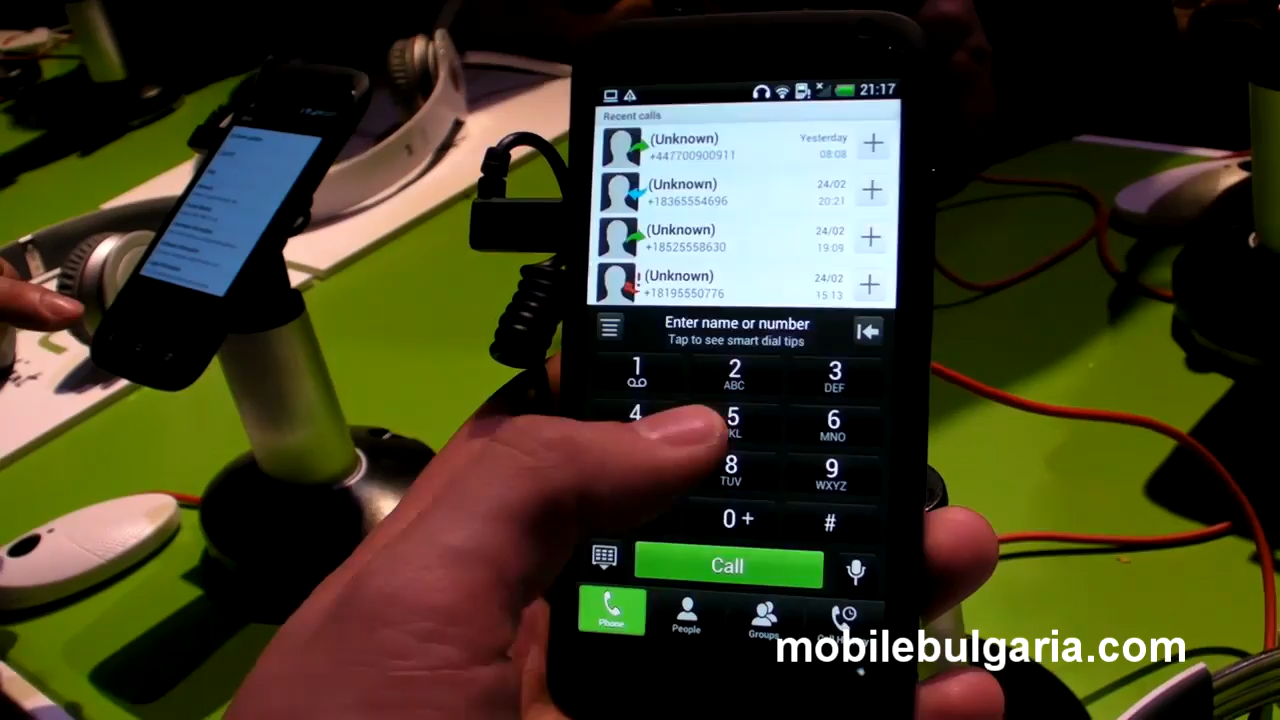 21:17
Recent calls
(Unknown) Yesterday
+447700900911 08:08
(Unknown) 24/02
+18365554696 20:21
(Unknown) 24/02
+18525558630 19:09
(Unknown) 24/02
+18195550776 15:13
Enter name or number
Tap to see smart dial tips
1 2 3
ABC DEF
4 5 6
KL MNO
8 9
TUV WXYZ
0 + #
Call
Phone People Groups
mobilebulgaria.com